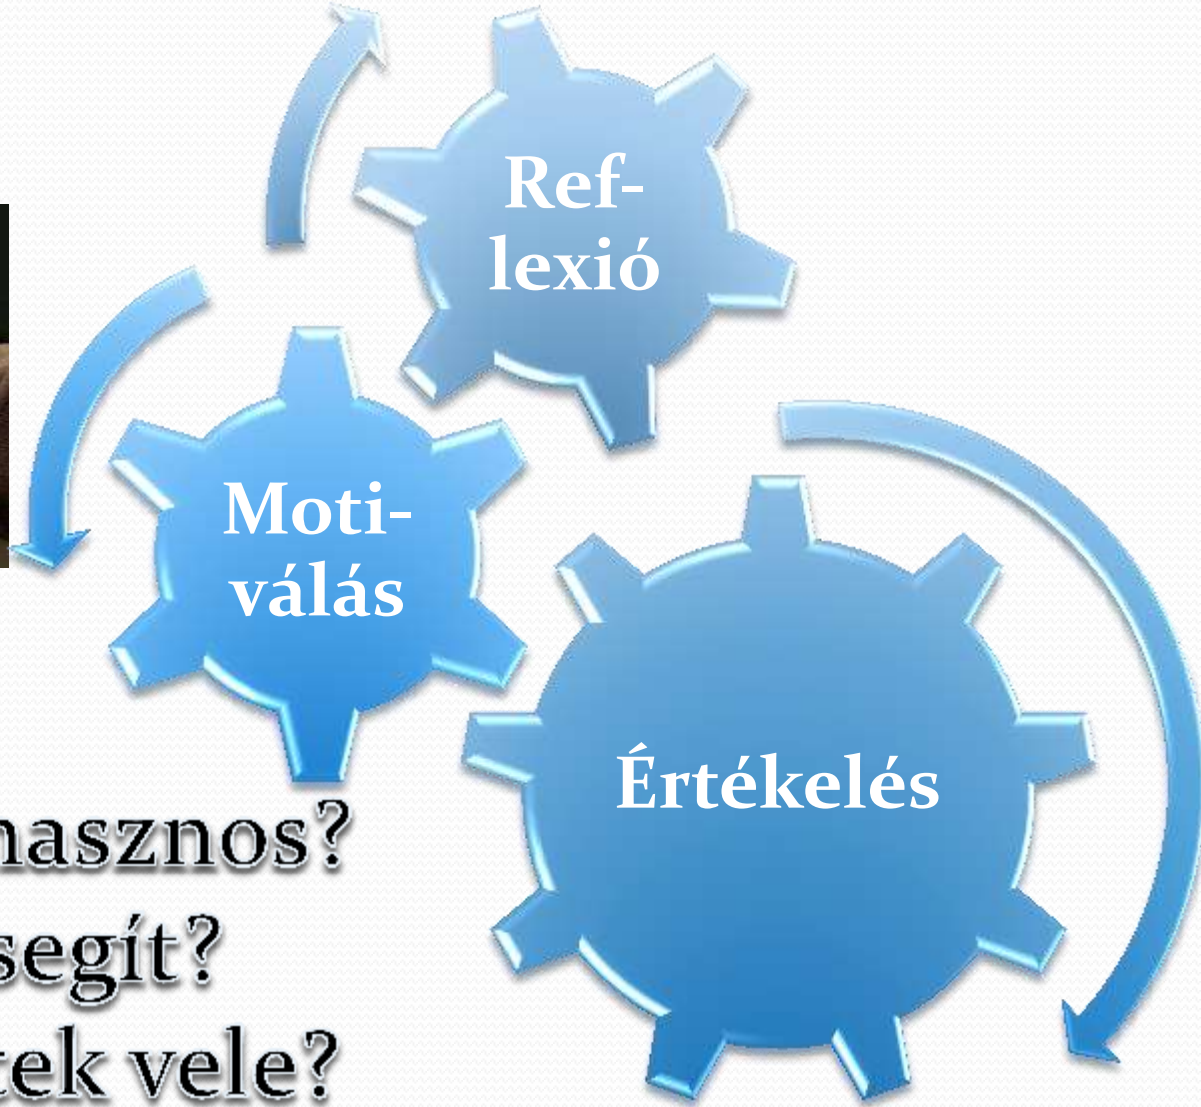 Ref-
lexió
Moti-
válás
Értékelés
hasznos?
segít?
tek vele?